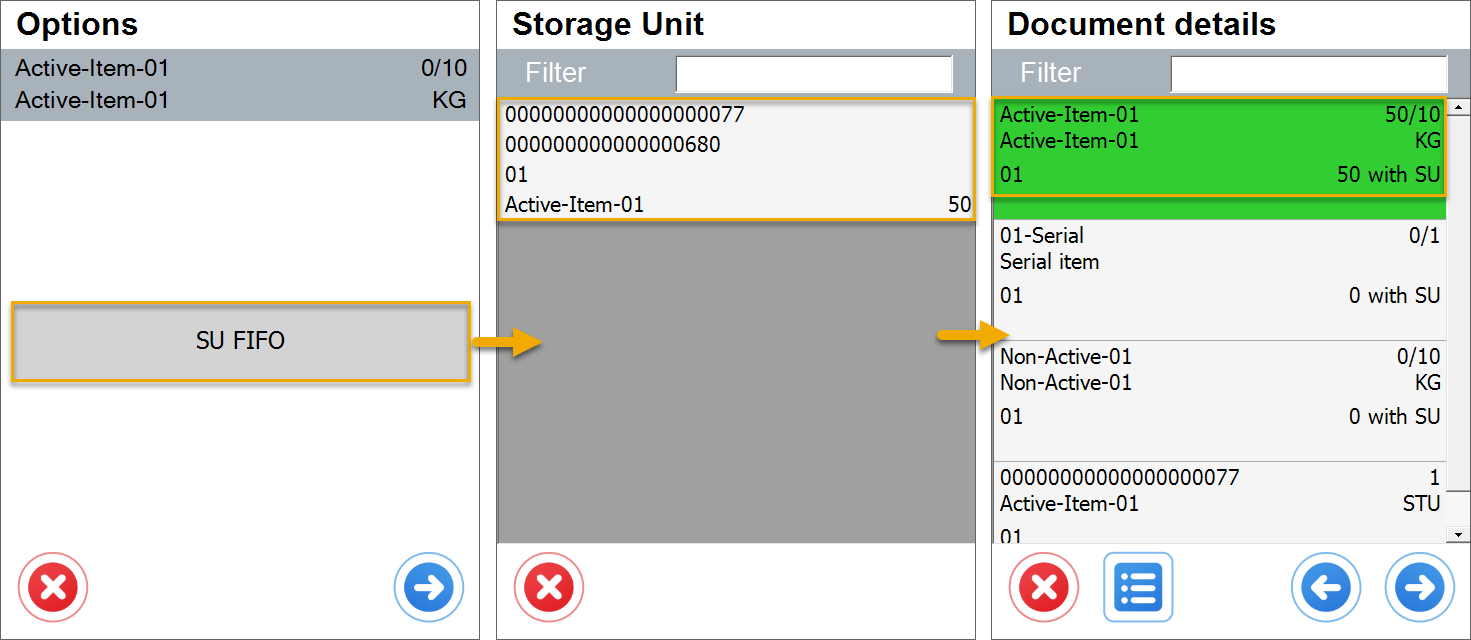 Options
Active-Item-01 0/10
Active-Item-01 KG
SU FIFO
Storage Unit
Filter
00000000000000000077
000000000000000680
01
Active-Item-01 50
Document details
Filter
Active-Item-01 50/10
Active-Item-01 KG
01 50 with SU
01-Serial 0/1
Serial item
01 0 with SU
Non-Active-01 0/10
Non-Active-01 KG
01 0 with SU
00000000000000000077 1
Active-Item-01 STU
01